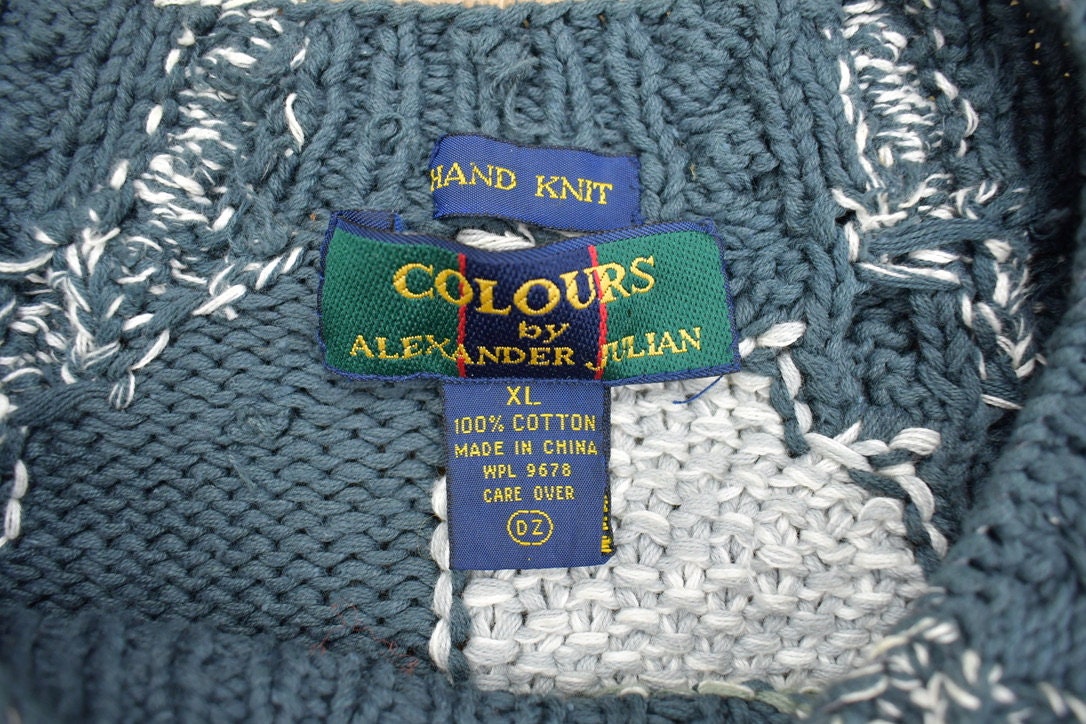 HAND KNIT
COLOURS
by
ALEXANDER JULIAN
XL
100% COTTON
MADE IN CHINA
WPL 9678
CARE OVER
DZ